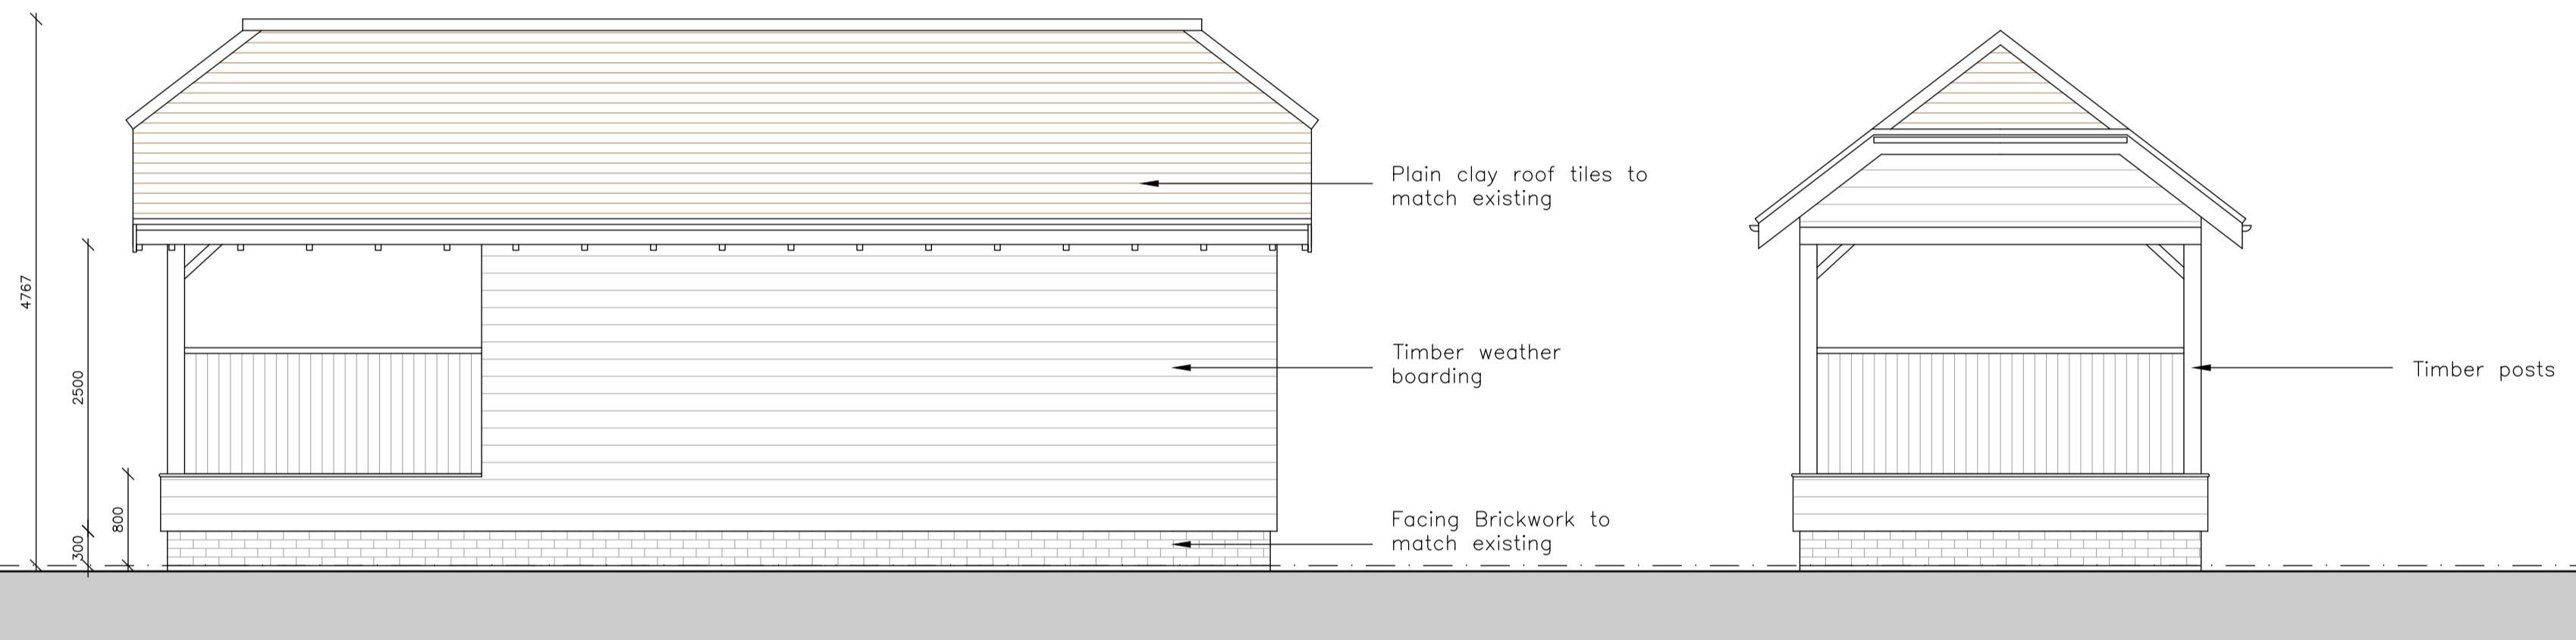 4767
2500
800
300
Plain clay roof tiles to
match existing
Timber weather
boarding
Facing Brickwork to
match existing
Timber posts